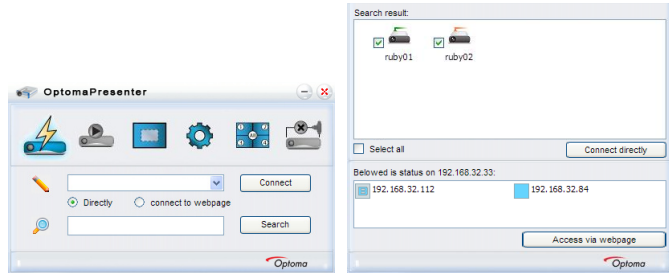 OptomaPresenter
Connect
Directly
connect to webpage
Search
Optoma
Search result:
ruby01
ruby02
Select all
Connect directly
Belowed is status on 192.168.32.33:
192.168.32.112
192.168.32.84
Access via webpage
Optoma